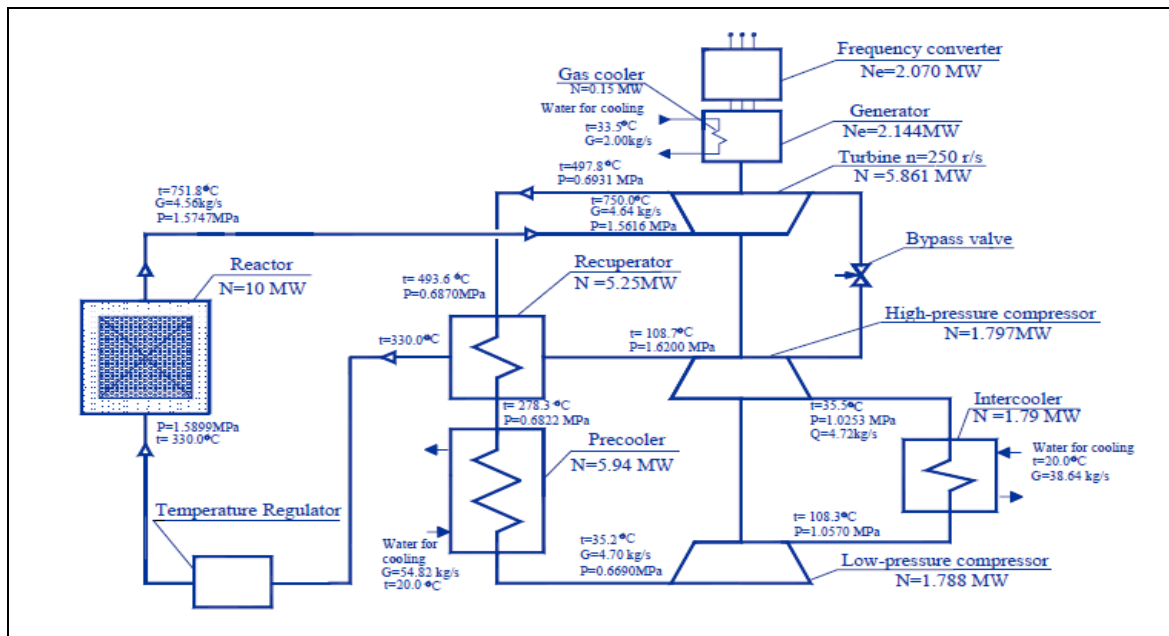 Frequency converter
Ne=2.070 MW
Gas cooler
N=0.15 MW
Water for cooling
t=33.5°C
G=2.00kg/s
Generator
Ne=2.144MW
Turbine n=250 r/s
N =5.861 MW
t=497.8°C
P=0.6931 MPa
t=750.0°C
G=4.64 kg/s
P=1.5616 MPa
t=751.8°C
G=4.56kg/s
P=1.5747MPa
Bypass valve
Reactor
N=10 MW
Recuperator
N =5.25MW
t= 493.6 °C
P=0.6870MPa
High-pressure compressor
N=1.797MW
t=330.0°C
t= 108.7°C
P=1.6200 MPa
P=1.5899MPa
t= 330.0°C
t= 278.3 °C
P=0.6822 MPa
t=35.5°C
P=1.0253 MPa
Q=4.72kg/s
Intercooler
N =1.79 MW
Water for cooling
t=20.0°C
G=38.64 kg/s
Precooler
N=5.94 MW
Temperature Regulator
Water for
cooling
G=54.82 kg/s
t=20.0 °C
t=35.2°C
G=4.70 kg/s
P=0.6690MPa
t= 108.3°C
P=1.0570 MPa
Low-pressure compressor
N=1.788 MW